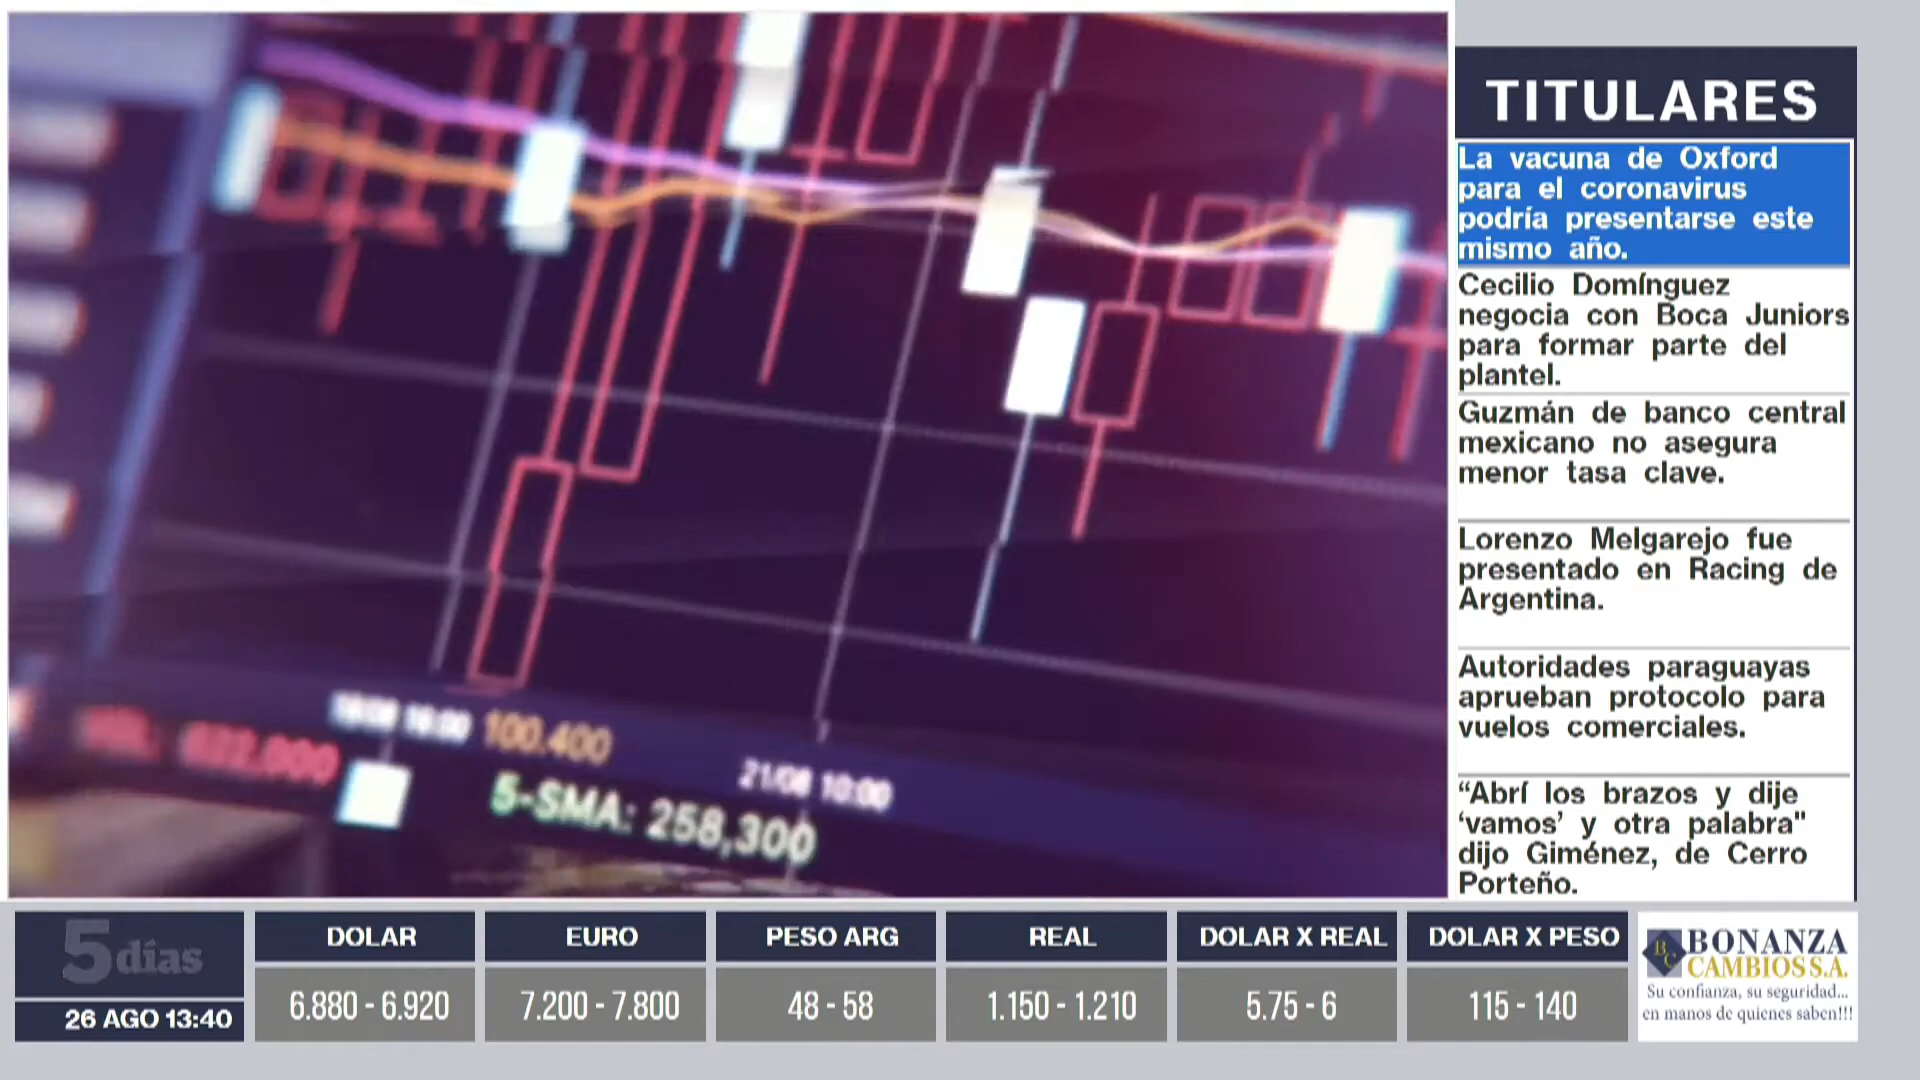 TITULARES
La vacuna de Oxford
para el coronavirus
podría presentarse este
mismo año.
Cecilio Domínguez
negocia con Boca Juniors
para formar parte del
plantel.
Guzmán de banco central
mexicano no asegura
menor tasa clave.
Lorenzo Melgarejo fue
presentado en Racing de
Argentina.
Autoridades paraguayas
aprueban protocolo para
vuelos comerciales.
“Abrí los brazos y dije
‘vamos’ y otra palabra"
dijo Giménez, de Cerro
Porteño.
100.400
21/08 10:00
5-SMA: 258,300
5días
26 AGO 13:40
DOLAR
6.880 - 6.920
EURO
7.200 - 7.800
PESO ARG
48 - 58
REAL
1.150 - 1.210
DOLAR X REAL
5.75 - 6
DOLAR X PESO
115 - 140
BC
BONANZA
CAMBIOS S.A.
Su confianza, su seguridad...
en manos de quienes saben!!!